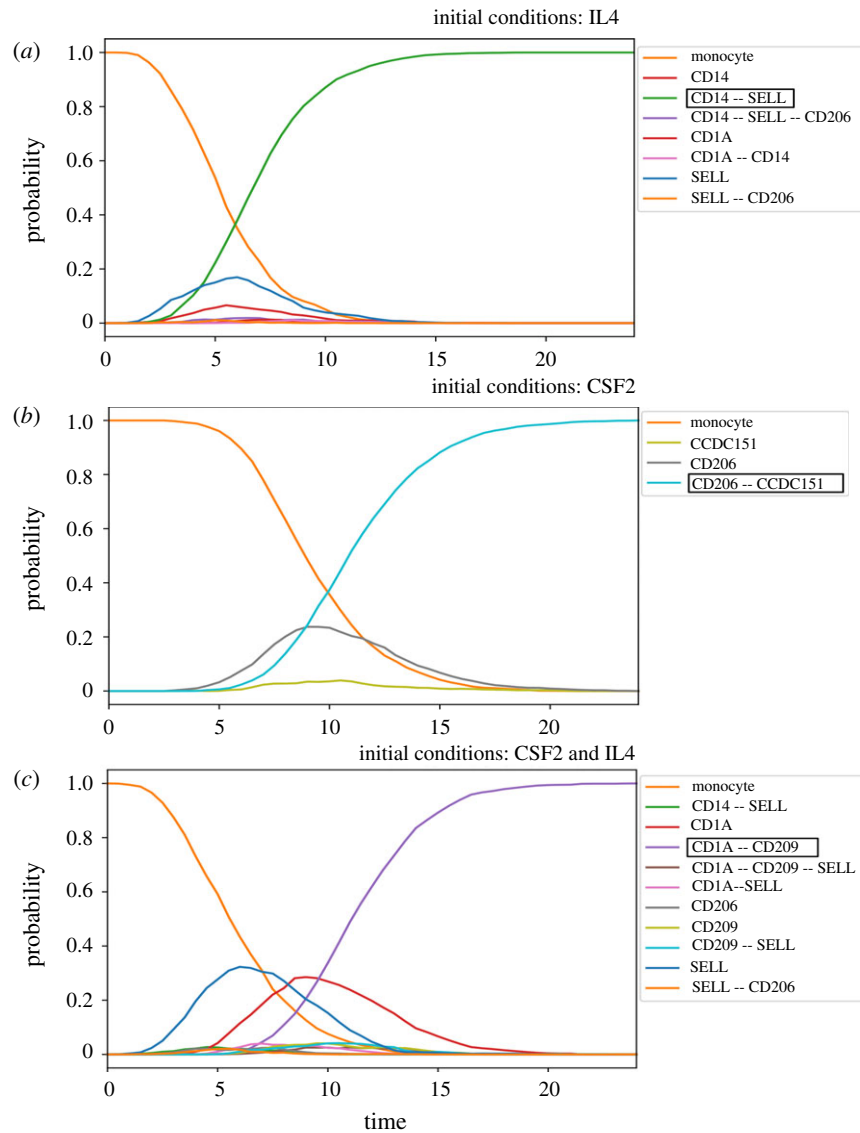 initial conditions: IL4
(a)
1.0
0.8
0.6
0.4
0.2
0
probability
0
5
10
15
20
monocyte
CD14
CD14 -- SELL
CD14 -- SELL -- CD206
CD1A
CD1A -- CD14
SELL
SELL -- CD206
initial conditions: CSF2
(b)
1.0
0.8
0.6
0.4
0.2
0
probability
0
5
10
15
20
monocyte
CCDC151
CD206
CD206 -- CCDC151
initial conditions: CSF2 and IL4
(c)
1.0
0.8
0.6
0.4
0.2
0
probability
0
5
10
15
20
time
monocyte
CD14 -- SELL
CD1A
CD1A -- CD209
CD1A -- CD209 -- SELL
CD1A--SELL
CD206
CD209
CD209 -- SELL
SELL
SELL -- CD206